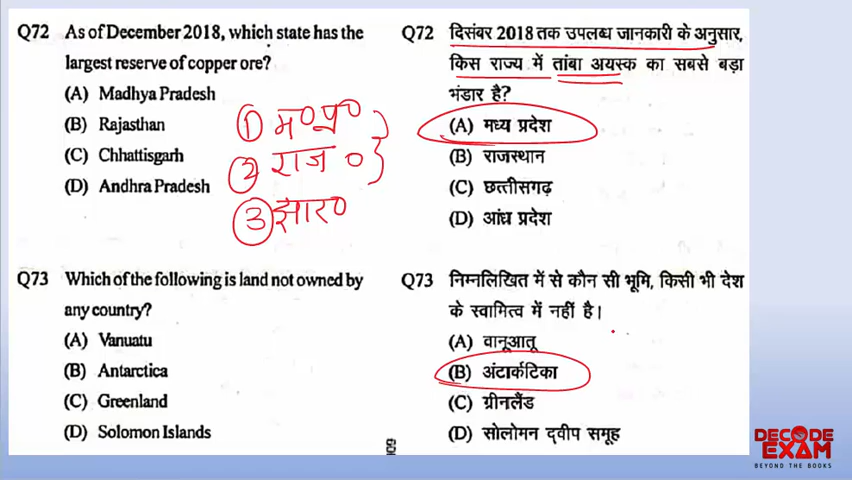 Q72 As of December 2018, which state has the
largest reserve of copper ore?
(A) Madhya Pradesh
(B) Rajasthan
(C) Chhattisgarh
(D) Andhra Pradesh
① म०प्र०
② राज०
③ झार०
Q73 Which of the following is land not owned by
any country?
(A) Vanuatu
(B) Antarctica
(C) Greenland
(D) Solomon Islands
Q72 दिसंबर 2018 तक उपलब्ध जानकारी के अनुसार,
किस राज्य में तांबा अयस्क का सबसे बड़ा
भंडार है?
(A) मध्य प्रदेश
(B) राजस्थान
(C) छत्तीसगढ़
(D) आंध्र प्रदेश
Q73 निम्नलिखित में से कौन सी भूमि, किसी भी देश
के स्वामित्व में नहीं है।
(A) वानूआतू
(B) अंटार्कटिका
(C) ग्रीनलैंड
(D) सोलोमन द्वीप समूह
DECODE
EXAM
BEYOND THE BOOKS